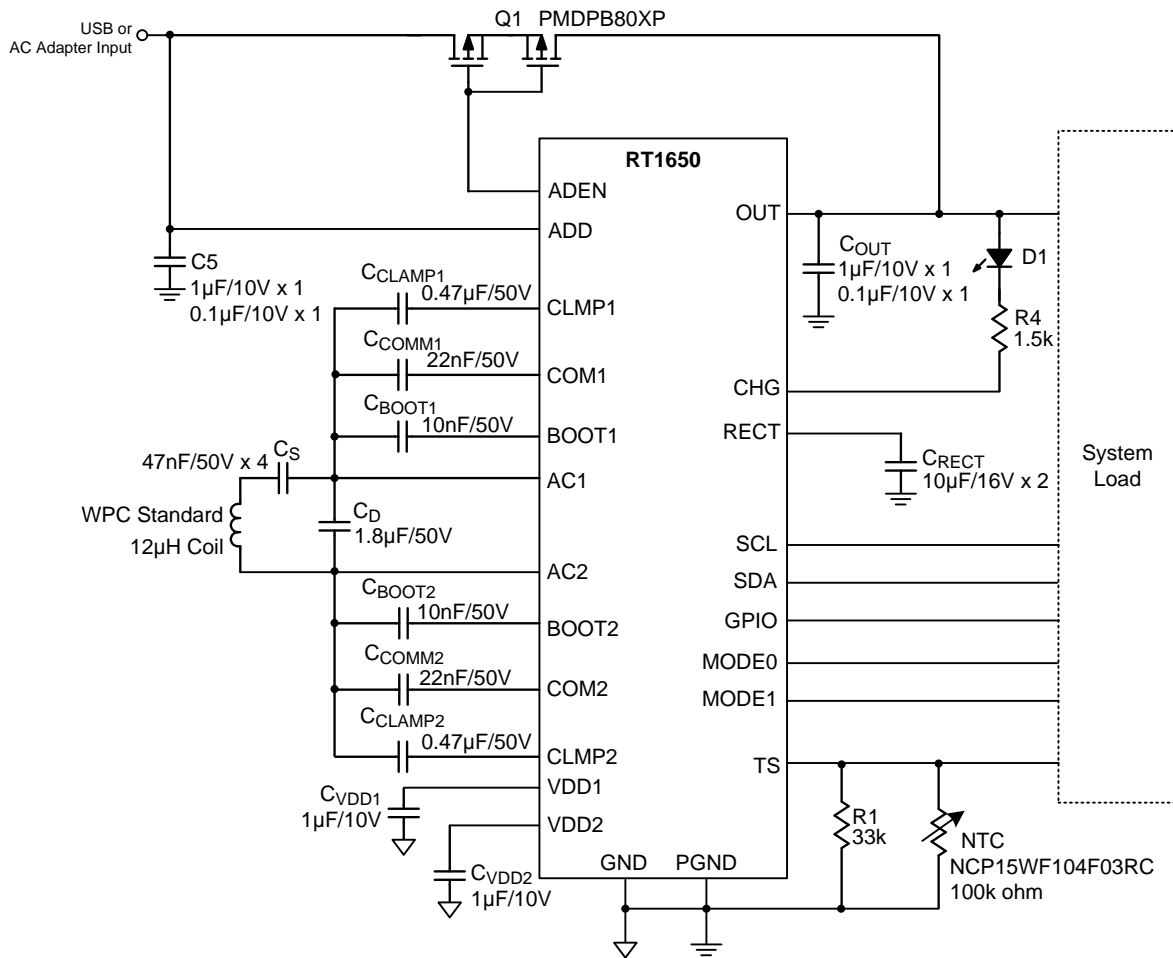 Q1 PMDPB80XP
USB or
AC Adapter Input
RT1650
ADEN
ADD
OUT
C5
1µF/10V x 1
0.1µF/10V x 1
COUT
1µF/10V x 1
0.1µF/10V x 1
D1
R4
1.5k
CCLAMP1
0.47µF/50V
CLMP1
CCOMM1
22nF/50V
COM1
CHG
CBOOT1
10nF/50V
BOOT1
RECT
CRECT
10µF/16V x 2
System
Load
47nF/50V x 4
CS
AC1
WPC Standard
12µH Coil
CD
1.8µF/50V
AC2
SCL
SDA
GPIO
MODE0
MODE1
CBOOT2
10nF/50V
BOOT2
CCOMM2
22nF/50V
COM2
CCLAMP2
0.47µF/50V
CLMP2
TS
VDD1
CVDD1
1µF/10V
VDD2
CVDD2
1µF/10V
GND
PGND
R1
33k
NTC
NCP15WF104F03RC
100k ohm